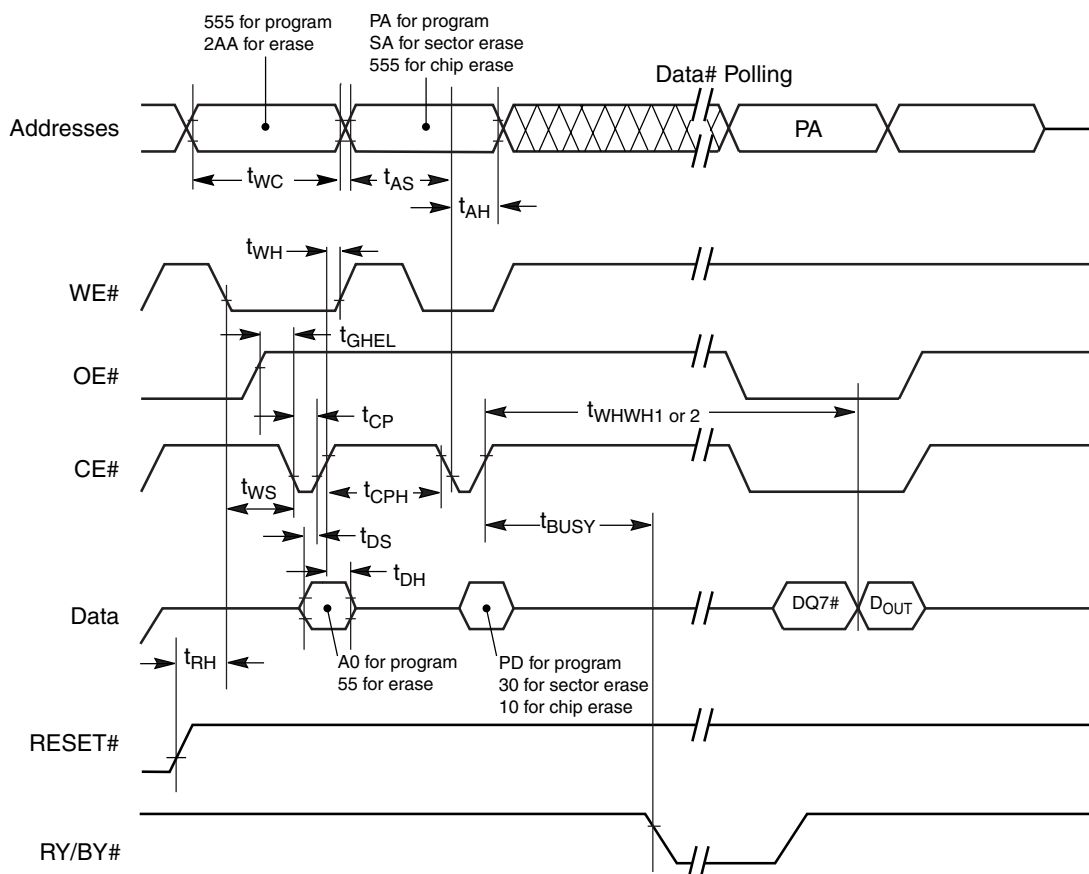 555 for program
2AA for erase
PA for program
SA for sector erase
555 for chip erase
Data# Polling
Addresses
PA
tWC
tAS
tAH
tWH
WE#
tGHEL
OE#
tWHWH1 or 2
tCP
CE#
tWS
tCPH
tBUSY
tDS
tDH
Data
DQ7#
DOUT
tRH
A0 for program
55 for erase
PD for program
30 for sector erase
10 for chip erase
RESET#
RY/BY#